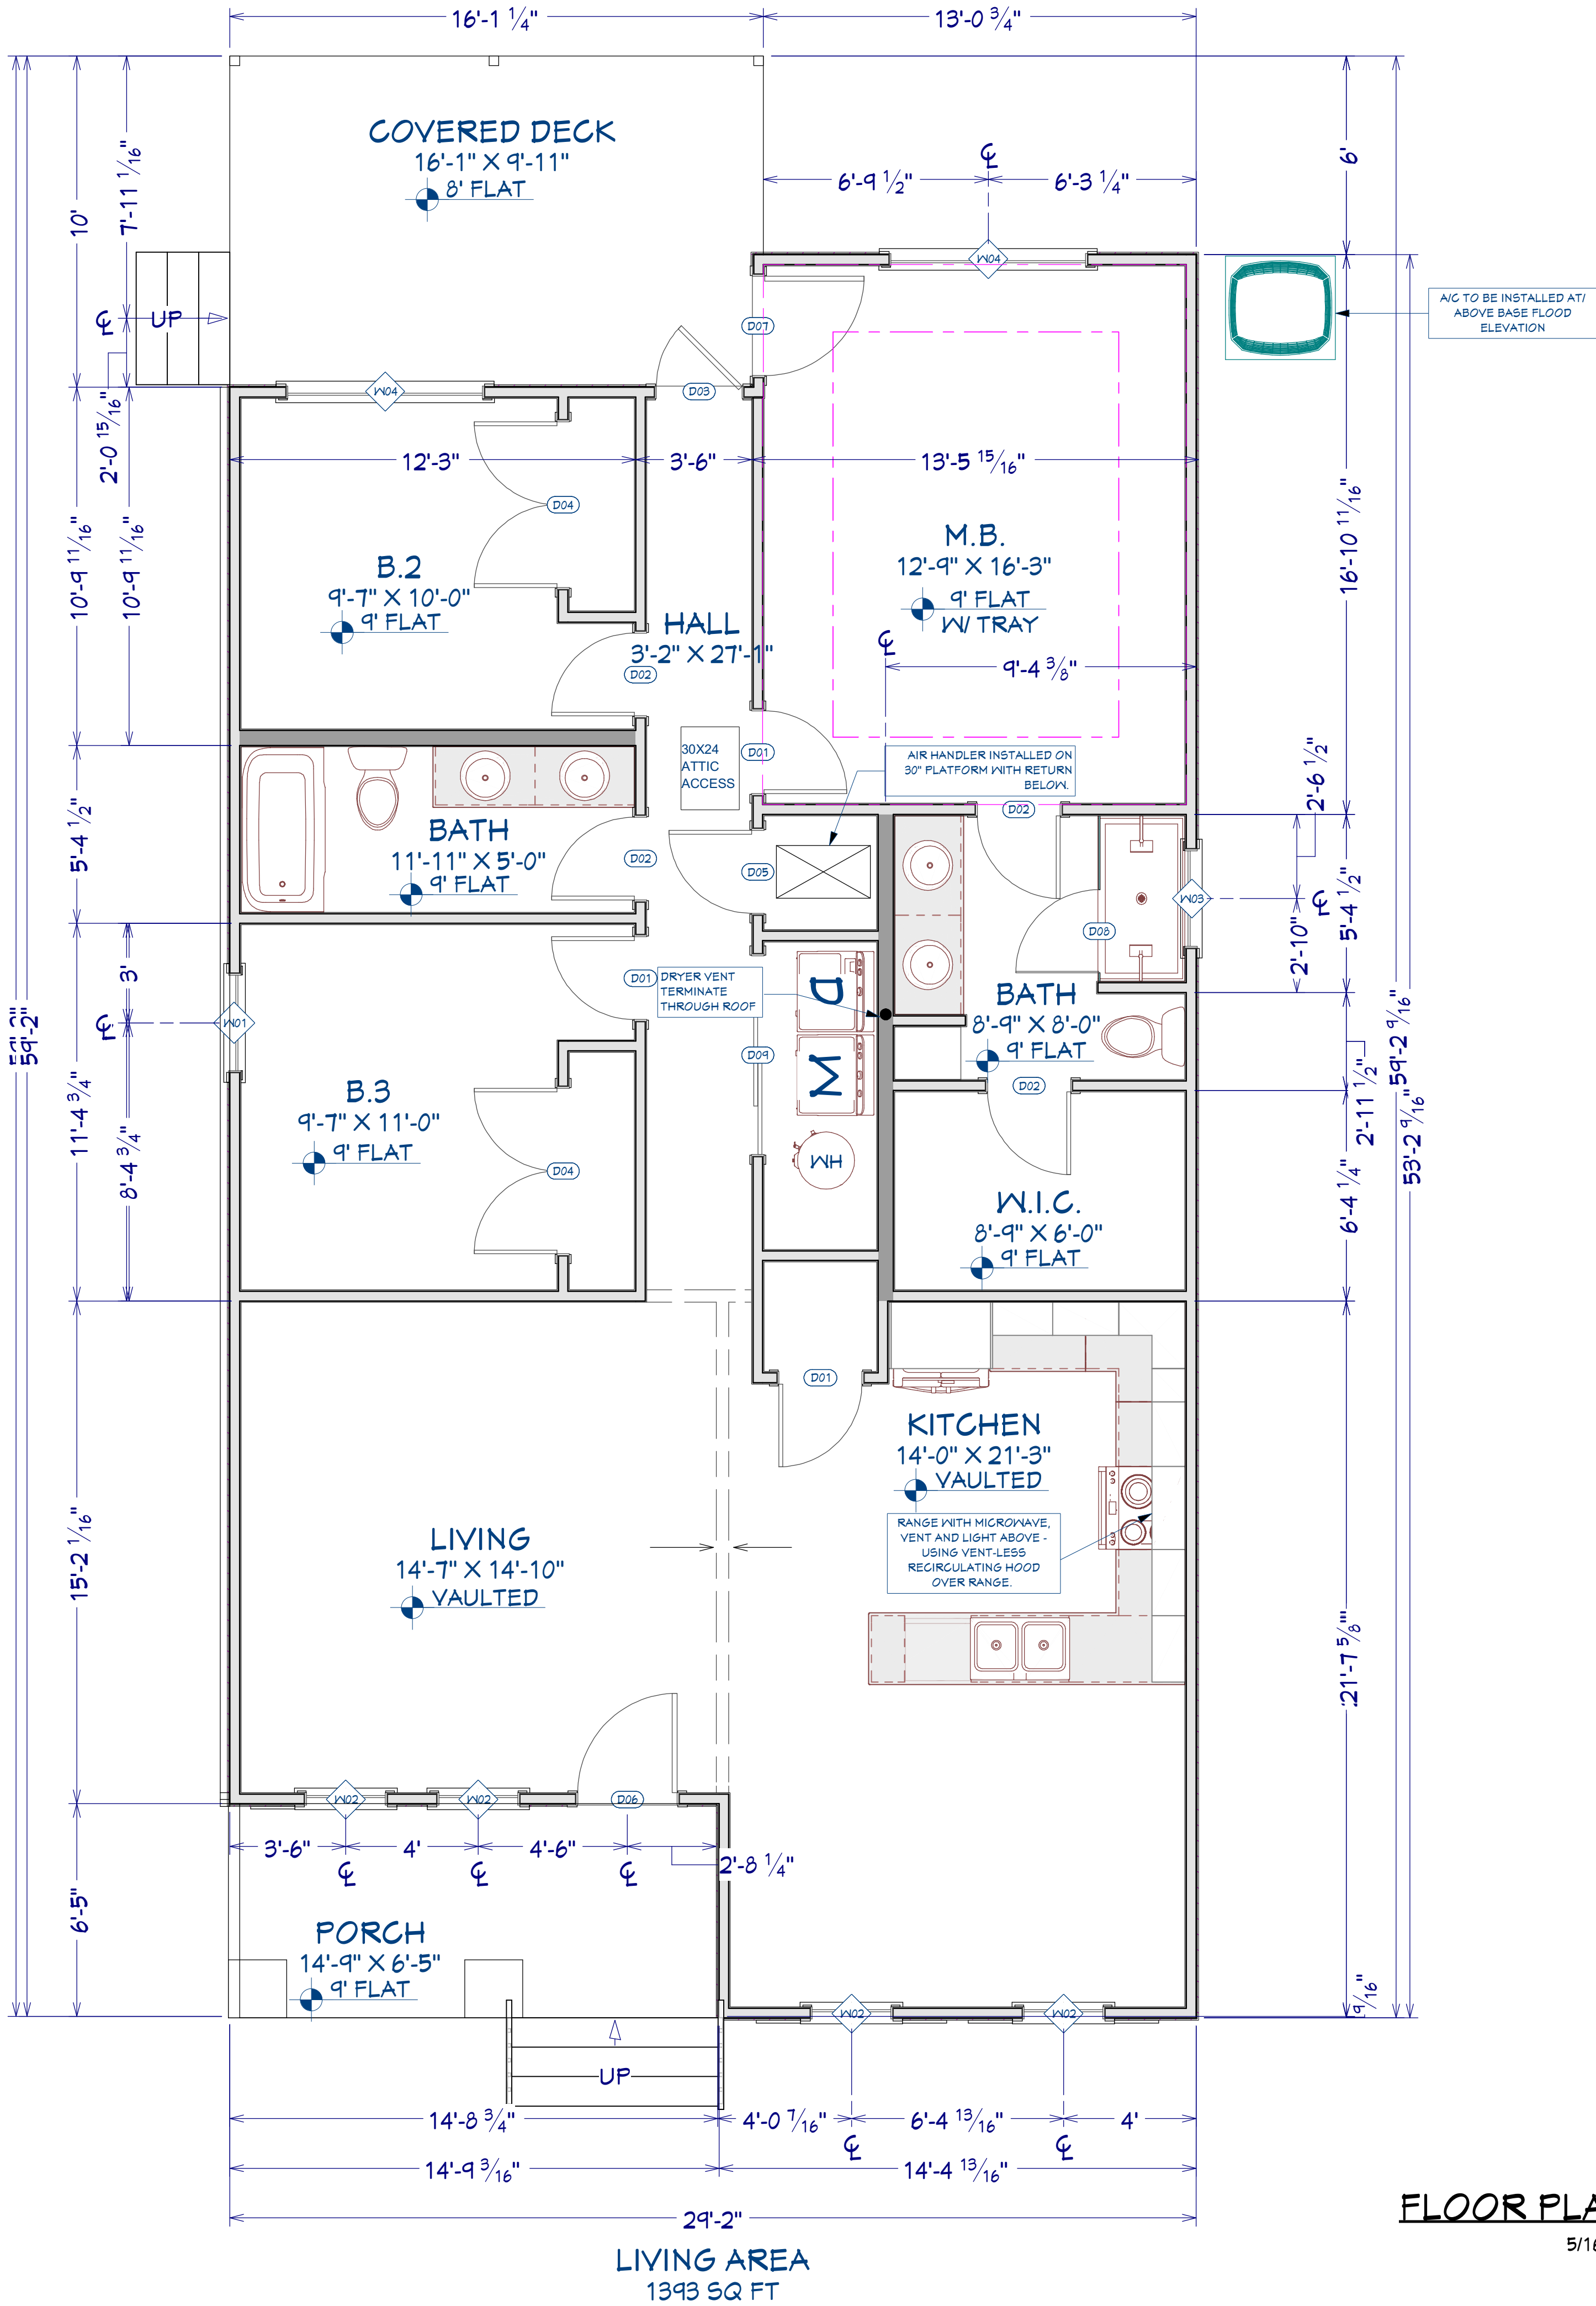 16'-1 1/4"
13'-0 3/4"
COVERED DECK
16'-1" X 9'-11"
8' FLAT
7'-11 1/16"
10'
6'-9 1/2"
6'-3 1/4"
6'
℄
W04
UP
℄
D07
A/C TO BE INSTALLED AT/
ABOVE BASE FLOOD
ELEVATION
2'-0 15/16"
W04
D03
12'-3"
3'-6"
13'-5 15/16"
D04
10'-9 11/16"
10'-9 11/16"
B.2
9'-7" X 10'-0"
9' FLAT
M.B.
12'-9" X 16'-3"
9' FLAT
W/ TRAY
16'-10 11/16"
HALL
3'-2" X 27'-1"
℄
9'-4 3/8"
D02
30X24
ATTIC
ACCESS
D01
AIR HANDLER INSTALLED ON
30" PLATFORM WITH RETURN
BELOW.
2'-6 1/2"
D02
5'-4 1/2"
BATH
11'-11" X 5'-0"
9' FLAT
D02
D05
W03
℄
5'-4 1/2"
2'-10"
D08
3'
D01
DRYER VENT
TERMINATE
THROUGH ROOF
D
BATH
8'-9" X 8'-0"
9' FLAT
W01
℄
59'-2"
59'-2"
D09
W
D02
2'-11 1/2"
59'-2 9/16"
53'-2 9/16"
11'-4 3/4"
8'-4 3/4"
B.3
9'-7" X 11'-0"
9' FLAT
D04
WH
W.I.C.
8'-9" X 6'-0"
9' FLAT
6'-4 1/4"
D01
KITCHEN
14'-0" X 21'-3"
VAULTED
RANGE WITH MICROWAVE,
VENT AND LIGHT ABOVE -
USING VENT-LESS
RECIRCULATING HOOD
OVER RANGE.
15'-2 1/16"
LIVING
14'-7" X 14'-10"
VAULTED
21'-7 5/8"
W02
W02
D06
3'-6"
4'
4'-6"
2'-8 1/4"
℄
℄
℄
6'-5"
PORCH
14'-9" X 6'-5"
9' FLAT
9/16"
W02
W02
UP
14'-8 3/4"
4'-0 7/16"
6'-4 13/16"
4'
℄
℄
14'-9 3/16"
14'-4 13/16"
29'-2"
LIVING AREA
1393 SQ FT
FLOOR PLA
5/16